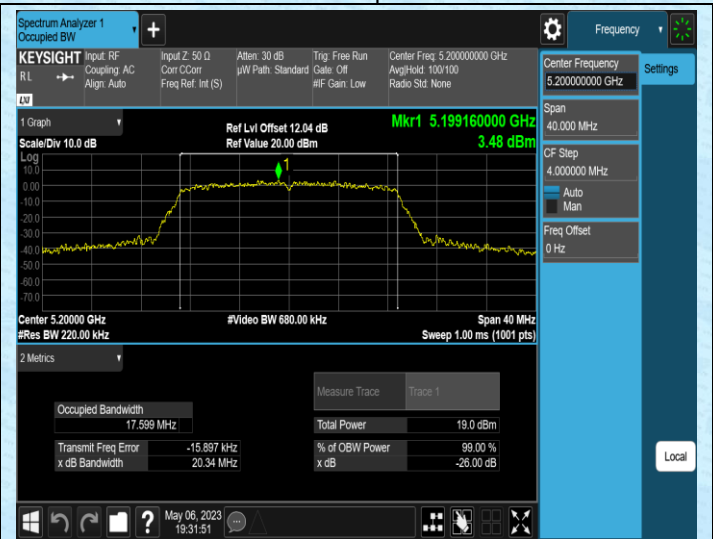 Spectrum Analyzer 1
Occupied BW
+
Frequency
KEYSIGHT
R L
LXI
Input: RF
Coupling: AC
Align: Auto
Input Z: 50 Ω
Corr CCorr
Freq Ref: Int (S)
Atten: 30 dB
µW Path: Standard
Trig: Free Run
Gate: Off
#IF Gain: Low
Center Freq: 5.200000000 GHz
Avg|Hold: 100/100
Radio Std: None
Center Frequency
5.200000000 GHz
Settings
Span
40.000 MHz
CF Step
4.000000 MHz
Auto
Man
Freq Offset
0 Hz
Local
1 Graph
Scale/Div 10.0 dB
Ref Lvl Offset 12.04 dB
Ref Value 20.00 dBm
Mkr1 5.199160000 GHz
3.48 dBm
Log
10.0
0.00
-10.0
-20.0
-30.0
-40.0
-50.0
-60.0
-70.0
1
Center 5.20000 GHz
#Video BW 680.00 kHz
Span 40 MHz
#Res BW 220.00 kHz
Sweep 1.00 ms (1001 pts)
2 Metrics
Measure Trace
Trace 1
Occupied Bandwidth
17.599 MHz
Total Power
19.0 dBm
Transmit Freq Error
-15.897 kHz
% of OBW Power
99.00 %
x dB Bandwidth
20.34 MHz
x dB
-26.00 dB
?
May 06, 2023
19:31:51